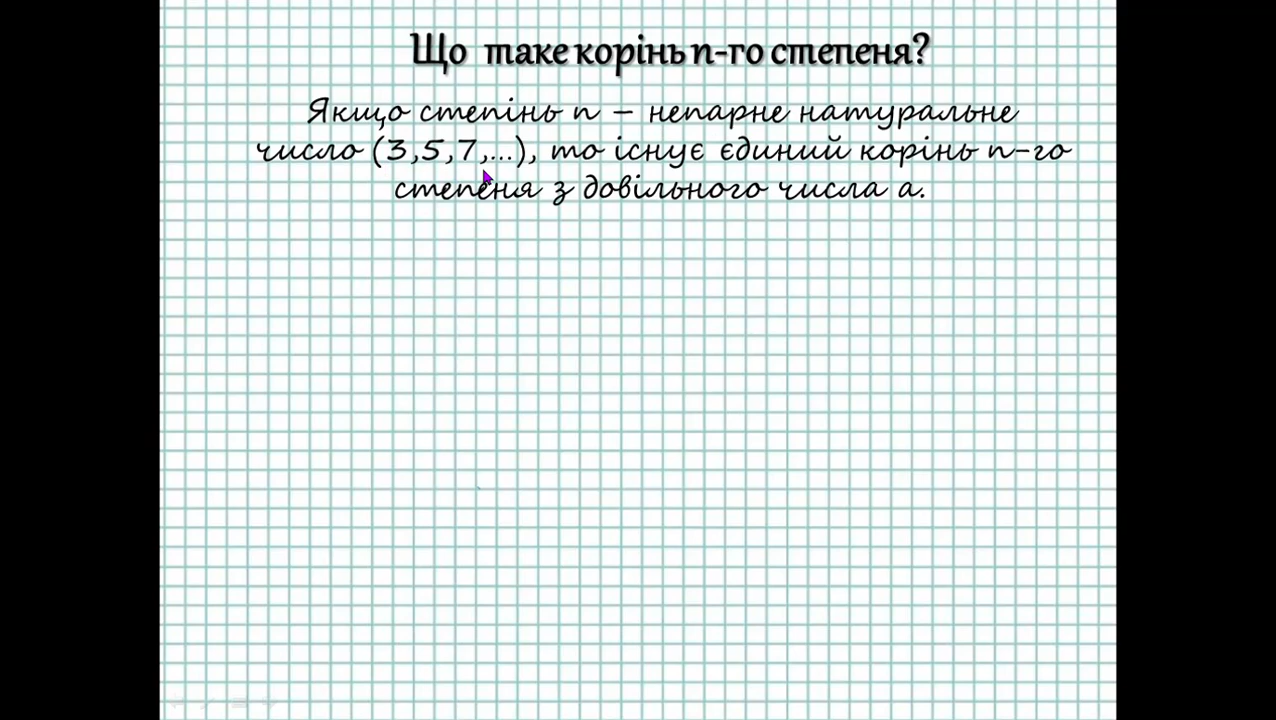 Що таке корінь n-го степеня?
Якщо степінь n – непарне натуральне
число (3,5,7,...), то існує єдиний корінь n-го
степеня з довільного числа а.